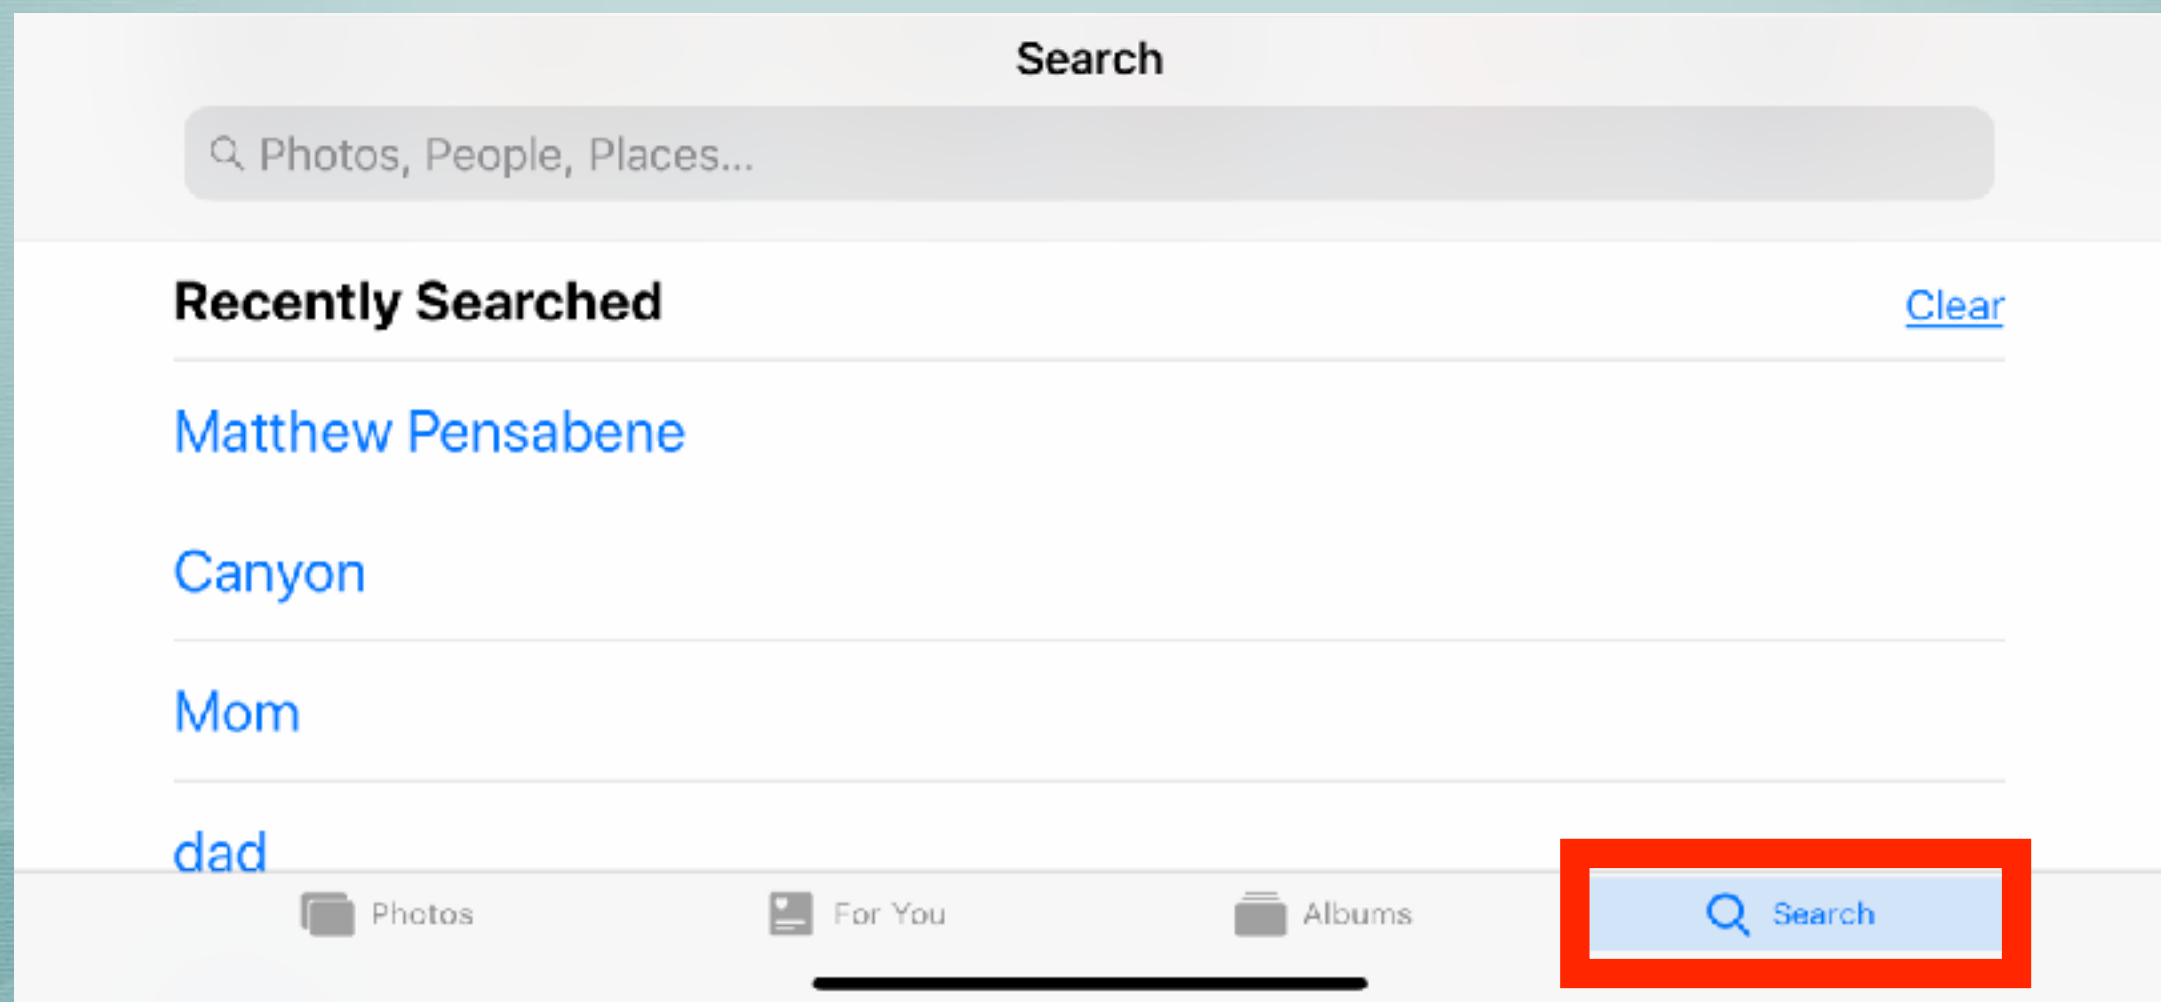 Search
Photos, People, Places...
Recently Searched
Clear
Matthew Pensabene
Canyon
Mom
dad
Photos
For You
Albums
Search